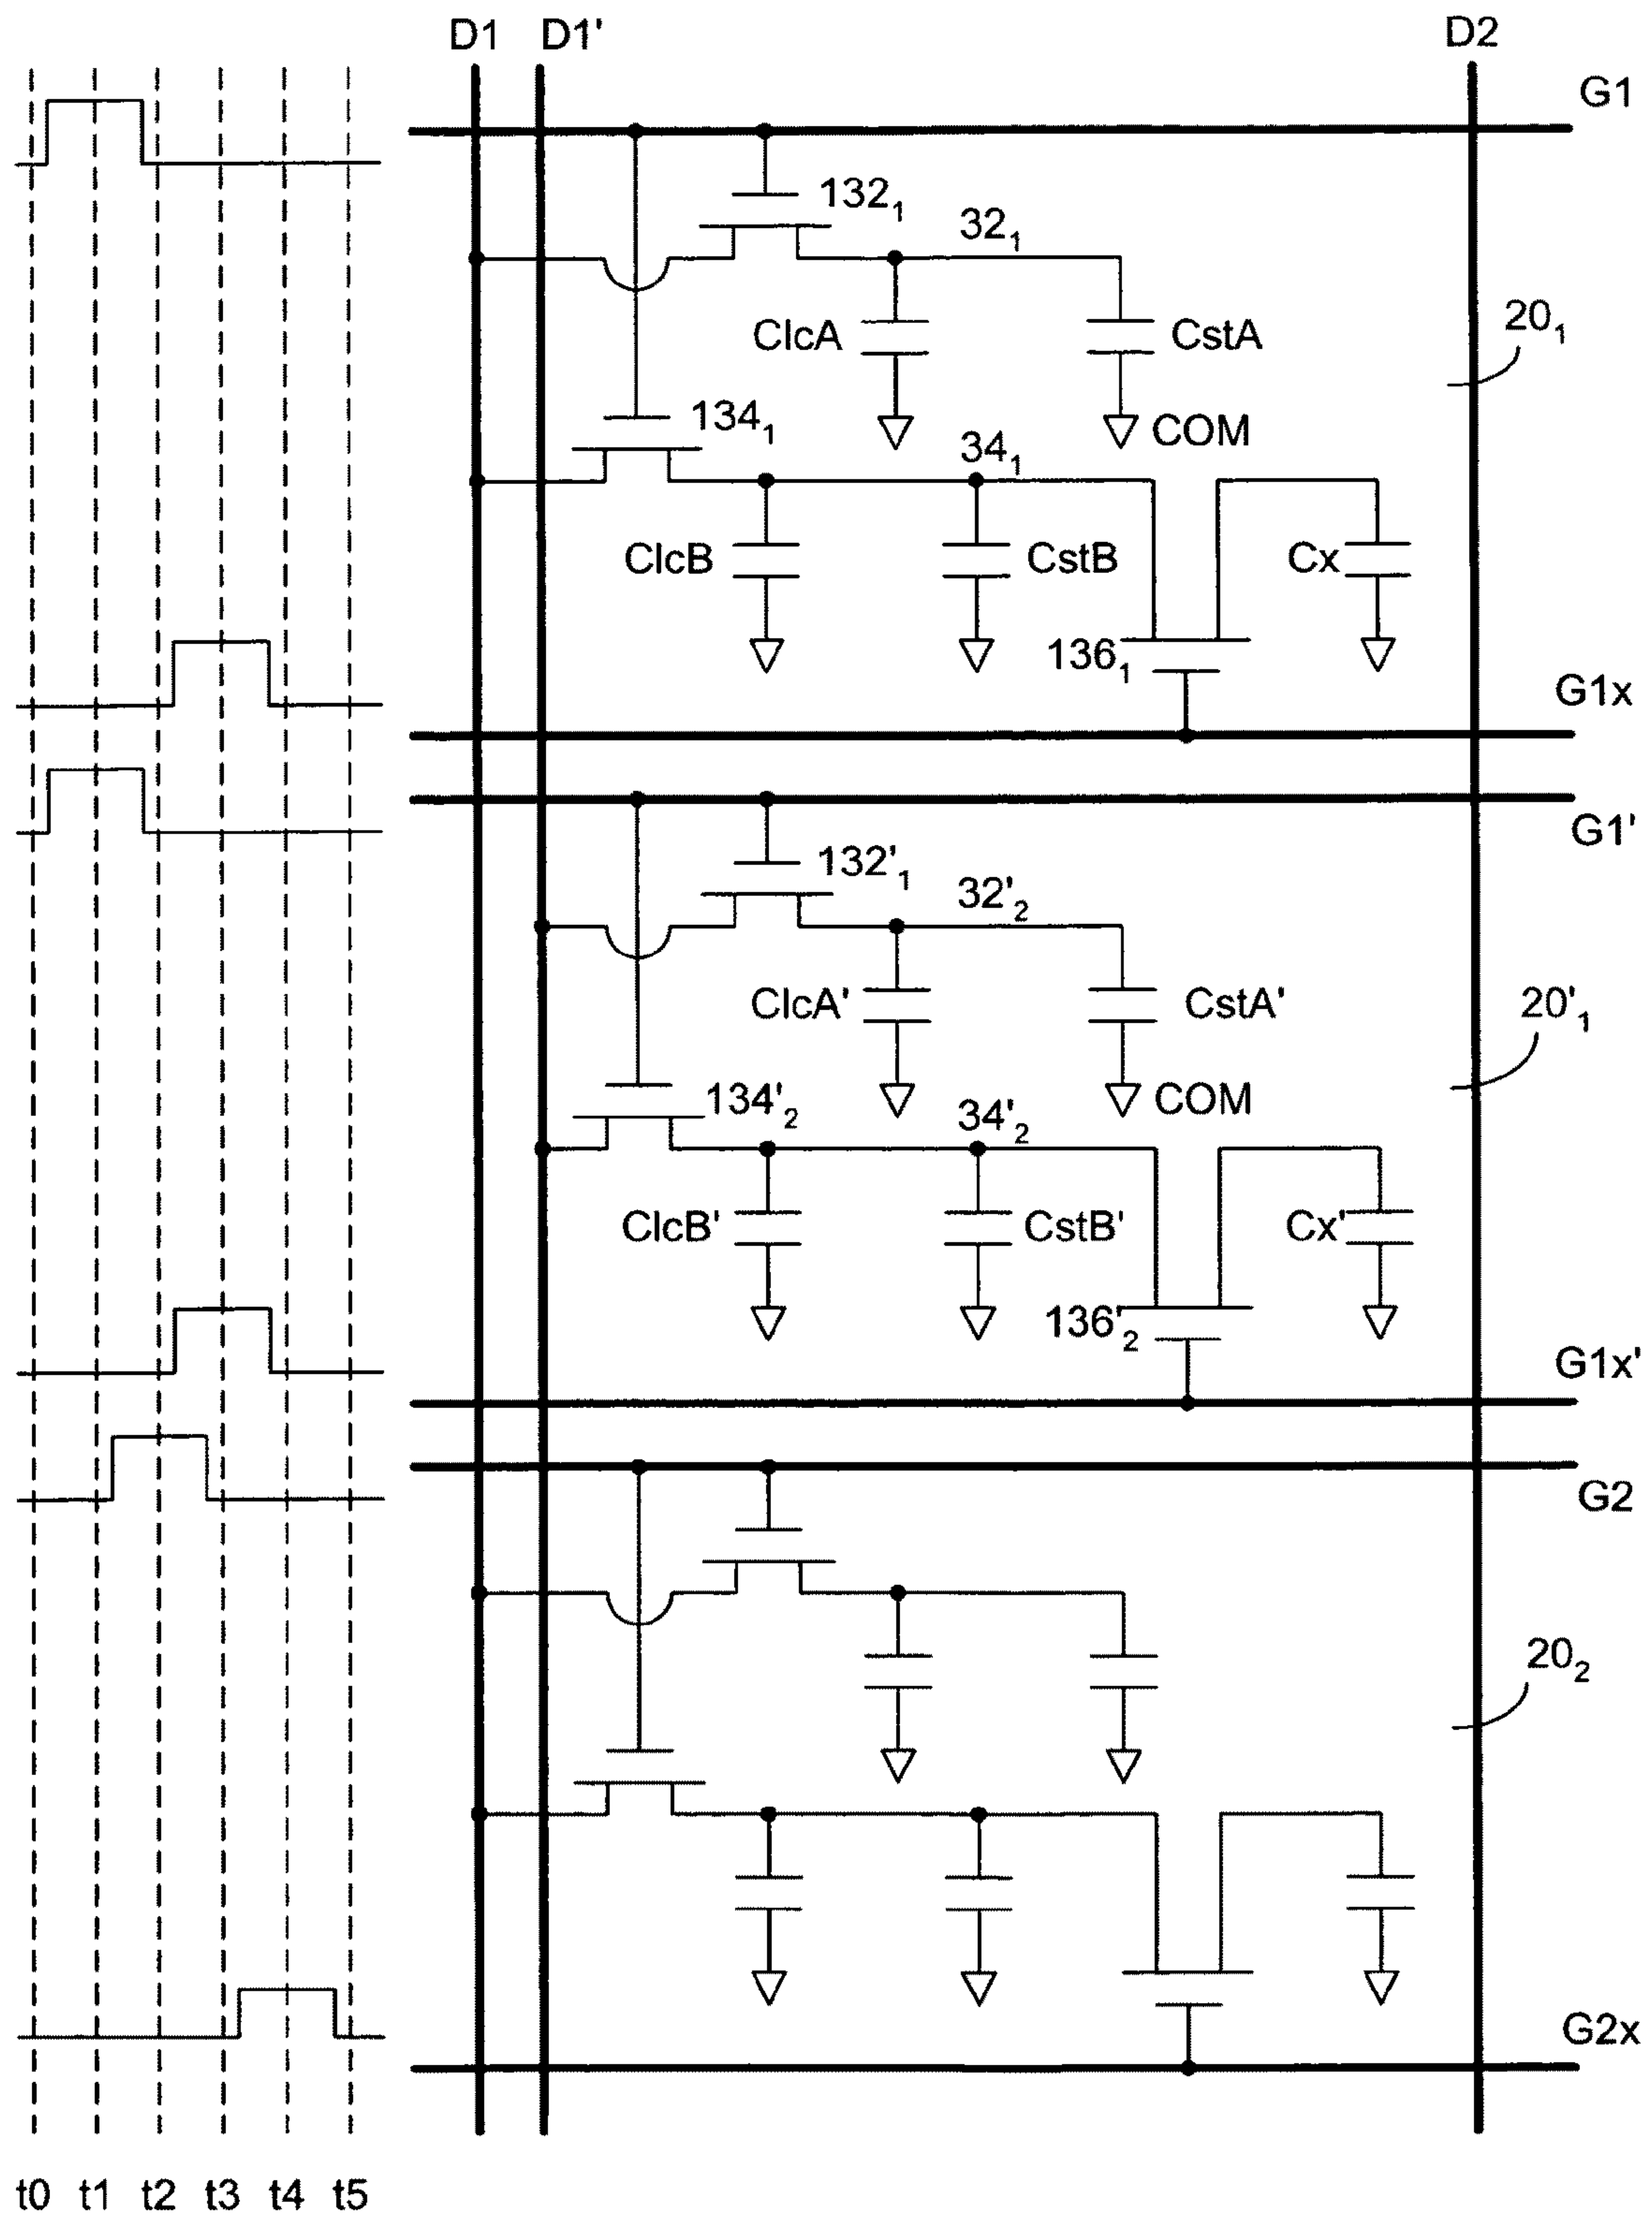 D1 D1' D2
G1
132₁
32₁
20₁
ClcA CstA
134₁
COM
34₁
ClcB CstB Cx
136₁
G1x
G1'
132'₁
32'₂
20'₁
ClcA' CstA'
134'₂
COM
34'₂
ClcB' CstB' Cx'
136'₂
G1x'
G2
20₂
G2x
t0 t1 t2 t3 t4 t5